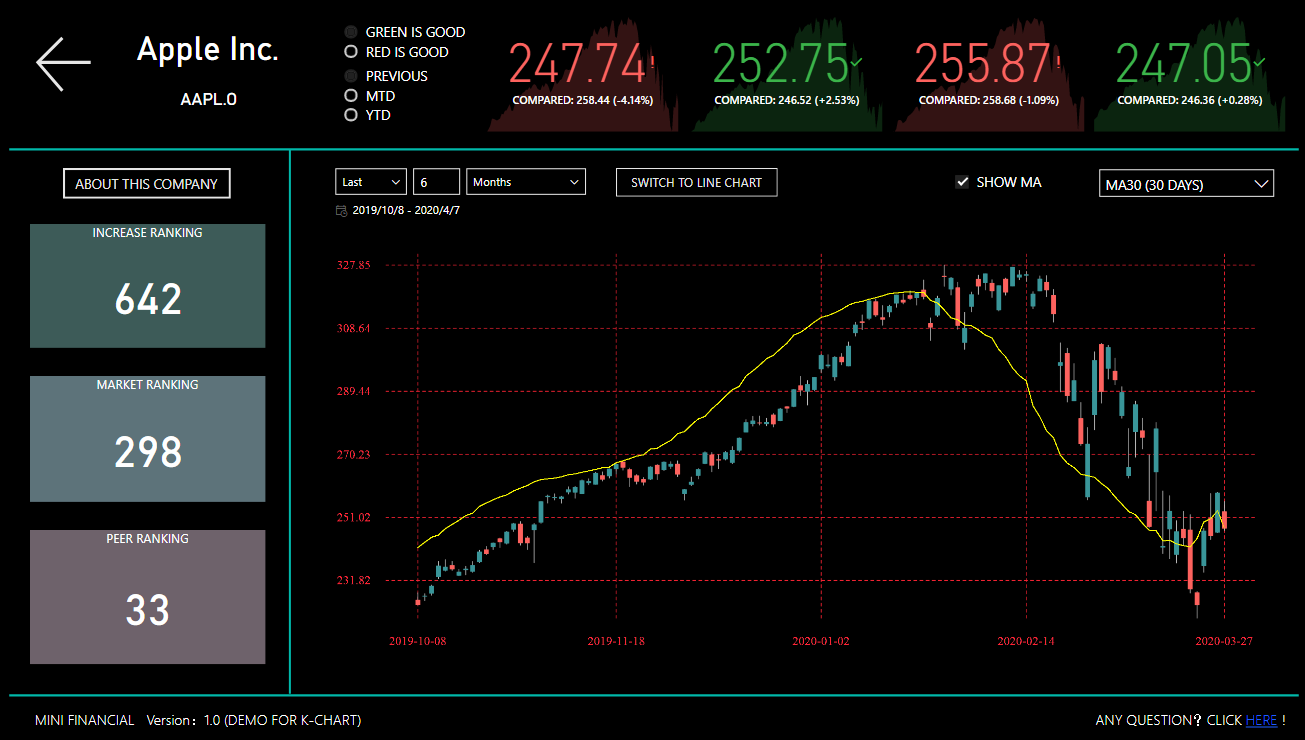 Apple Inc.
AAPL.O
GREEN IS GOOD
RED IS GOOD
PREVIOUS
MTD
YTD
247.74!
COMPARED: 258.44 (-4.14%)
252.75✓
COMPARED: 246.52 (+2.53%)
255.87!
COMPARED: 258.68 (-1.09%)
247.05✓
COMPARED: 246.36 (+0.28%)
ABOUT THIS COMPANY
INCREASE RANKING
642
MARKET RANKING
298
PEER RANKING
33
Last 6 Months
SWITCH TO LINE CHART
SHOW MA
MA30 (30 DAYS)
2019/10/8 - 2020/4/7
327.85
308.64
289.44
270.23
251.02
231.82
2019-10-08 2019-11-18 2020-01-02 2020-02-14 2020-03-27
MINI FINANCIAL Version：1.0 (DEMO FOR K-CHART)
ANY QUESTION? CLICK HERE !